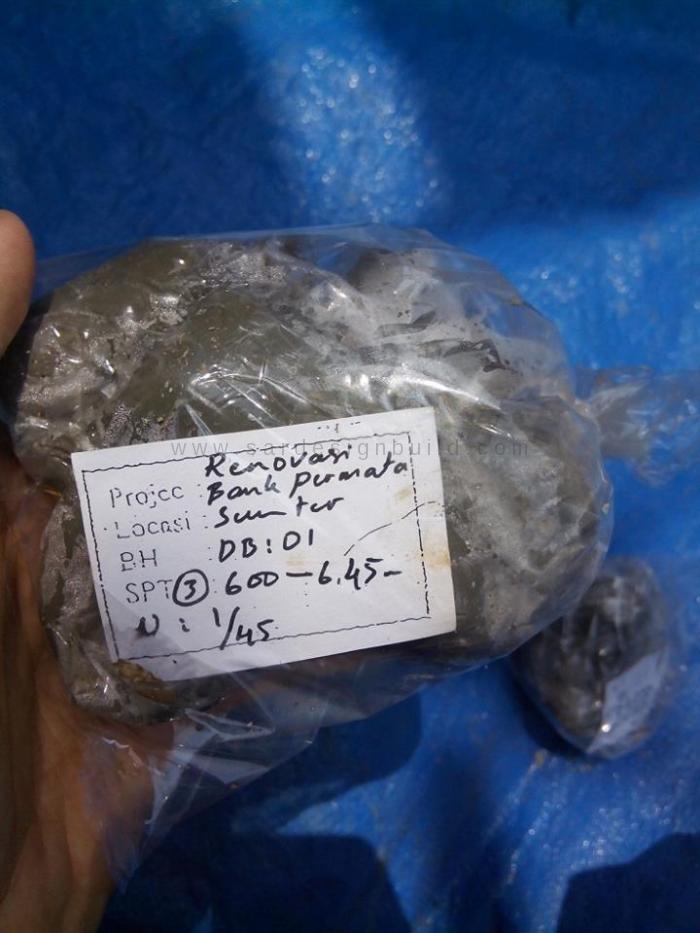 www.sardesignbuild.com
Renovasi
Projec : Bank Permata
Locasi : Sunter
BH : DB : 01
SPT ③ : 600 – 6.45 –
N : 1/45